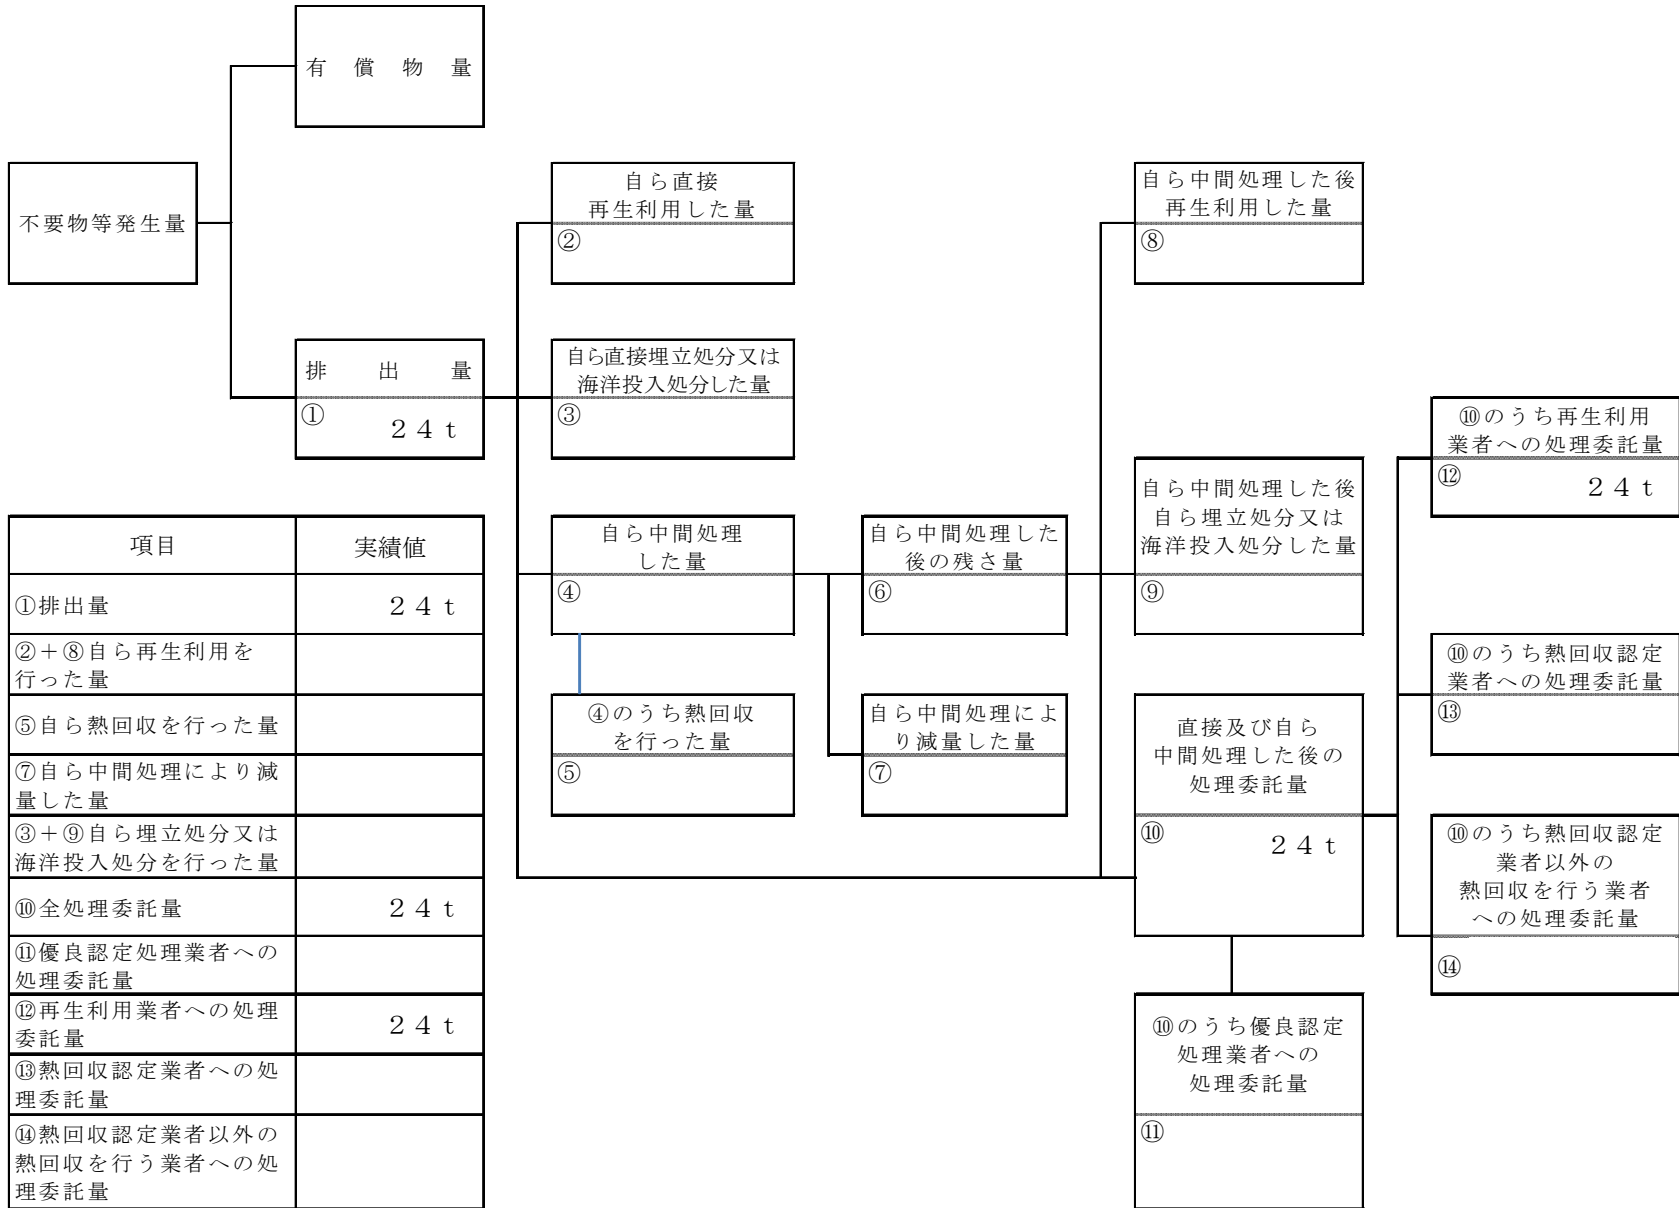 有償物量
不要物等発生量
排出量
①
24t
自ら直接
再生利用した量
②
自ら直接埋立処分又は
海洋投入処分した量
③
自ら中間処理
した量
④
④のうち熱回収
を行った量
⑤
自ら中間処理した
後の残さ量
⑥
自ら中間処理によ
り減量した量
⑦
自ら中間処理した後
再生利用した量
⑧
自ら中間処理した後
自ら埋立処分又は
海洋投入処分した量
⑨
直接及び自ら
中間処理した後の
処理委託量
⑩
24t
⑩のうち優良認定
処理業者への
処理委託量
⑪
⑩のうち再生利用
業者への処理委託量
⑫
24t
⑩のうち熱回収認定
業者への処理委託量
⑬
⑩のうち熱回収認定
業者以外の
熱回収を行う業者
への処理委託量
⑭
項目 実績値
①排出量 24t
②+⑧自ら再生利用を
行った量
⑤自ら熱回収を行った量
⑦自ら中間処理により減
量した量
③+⑨自ら埋立処分又は
海洋投入処分を行った量
⑩全処理委託量 24t
⑪優良認定処理業者への
処理委託量
⑫再生利用業者への処理
委託量 24t
⑬熱回収認定業者への処
理委託量
⑭熱回収認定業者以外の
熱回収を行う業者への処
理委託量